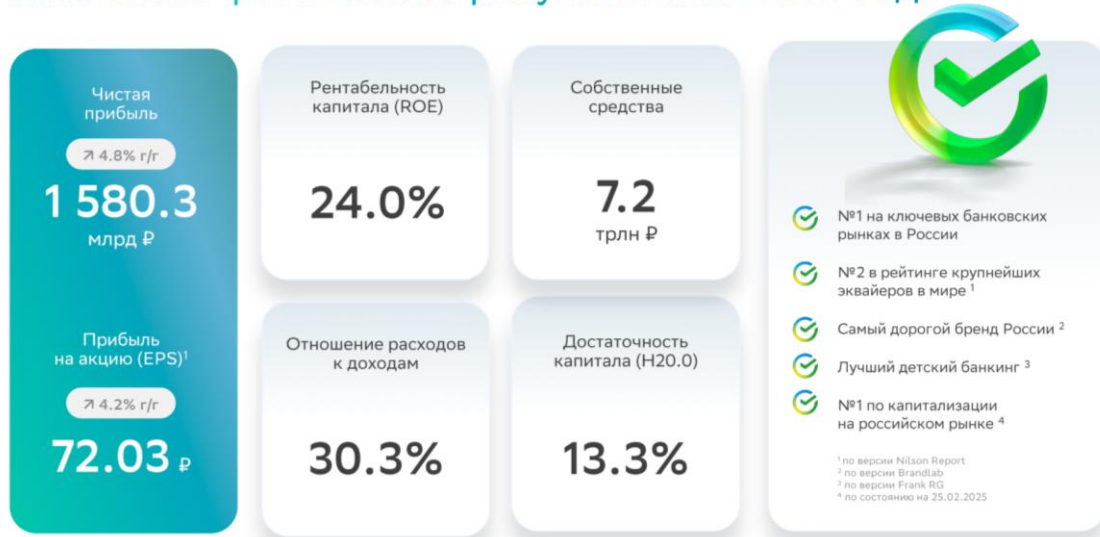 Чистая
прибыль
↗ 4.8% г/г
1 580.3
млрд ₽
Прибыль
на акцию (EPS)¹
↗ 4.2% г/г
72.03 ₽
Рентабельность
капитала (ROE)
24.0%
Собственные
средства
7.2
трлн ₽
Отношение расходов
к доходам
30.3%
Достаточность
капитала (Н20.0)
13.3%
№1 на ключевых банковских
рынках в России
№2 в рейтинге крупнейших
эквайеров в мире ¹
Самый дорогой бренд России ²
Лучший детский банкинг ³
№1 по капитализации
на российском рынке ⁴
¹ по версии Nilson Report
² по версии Brandlab
³ по версии Frank RG
⁴ по состоянию на 25.02.2025